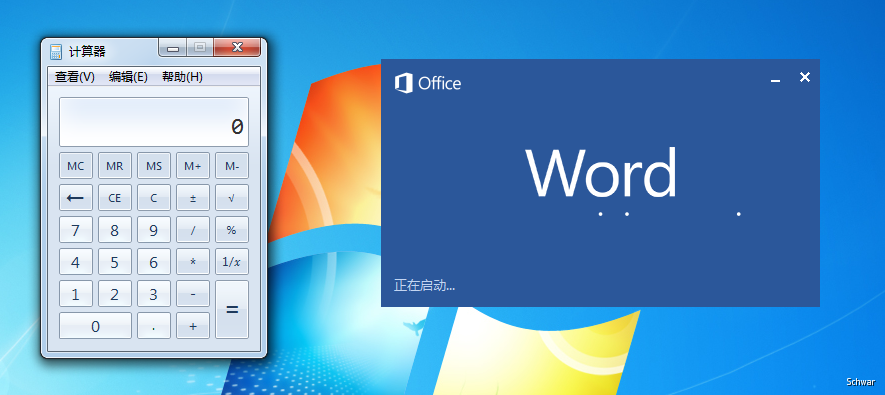 计算器
查看(V) 编辑(E) 帮助(H)
0
MC MR MS M+ M-
← CE C ± √
7 8 9 / %
4 5 6 * 1/x
1 2 3 - =
0 . +
Office
Word
正在启动...
Schwar